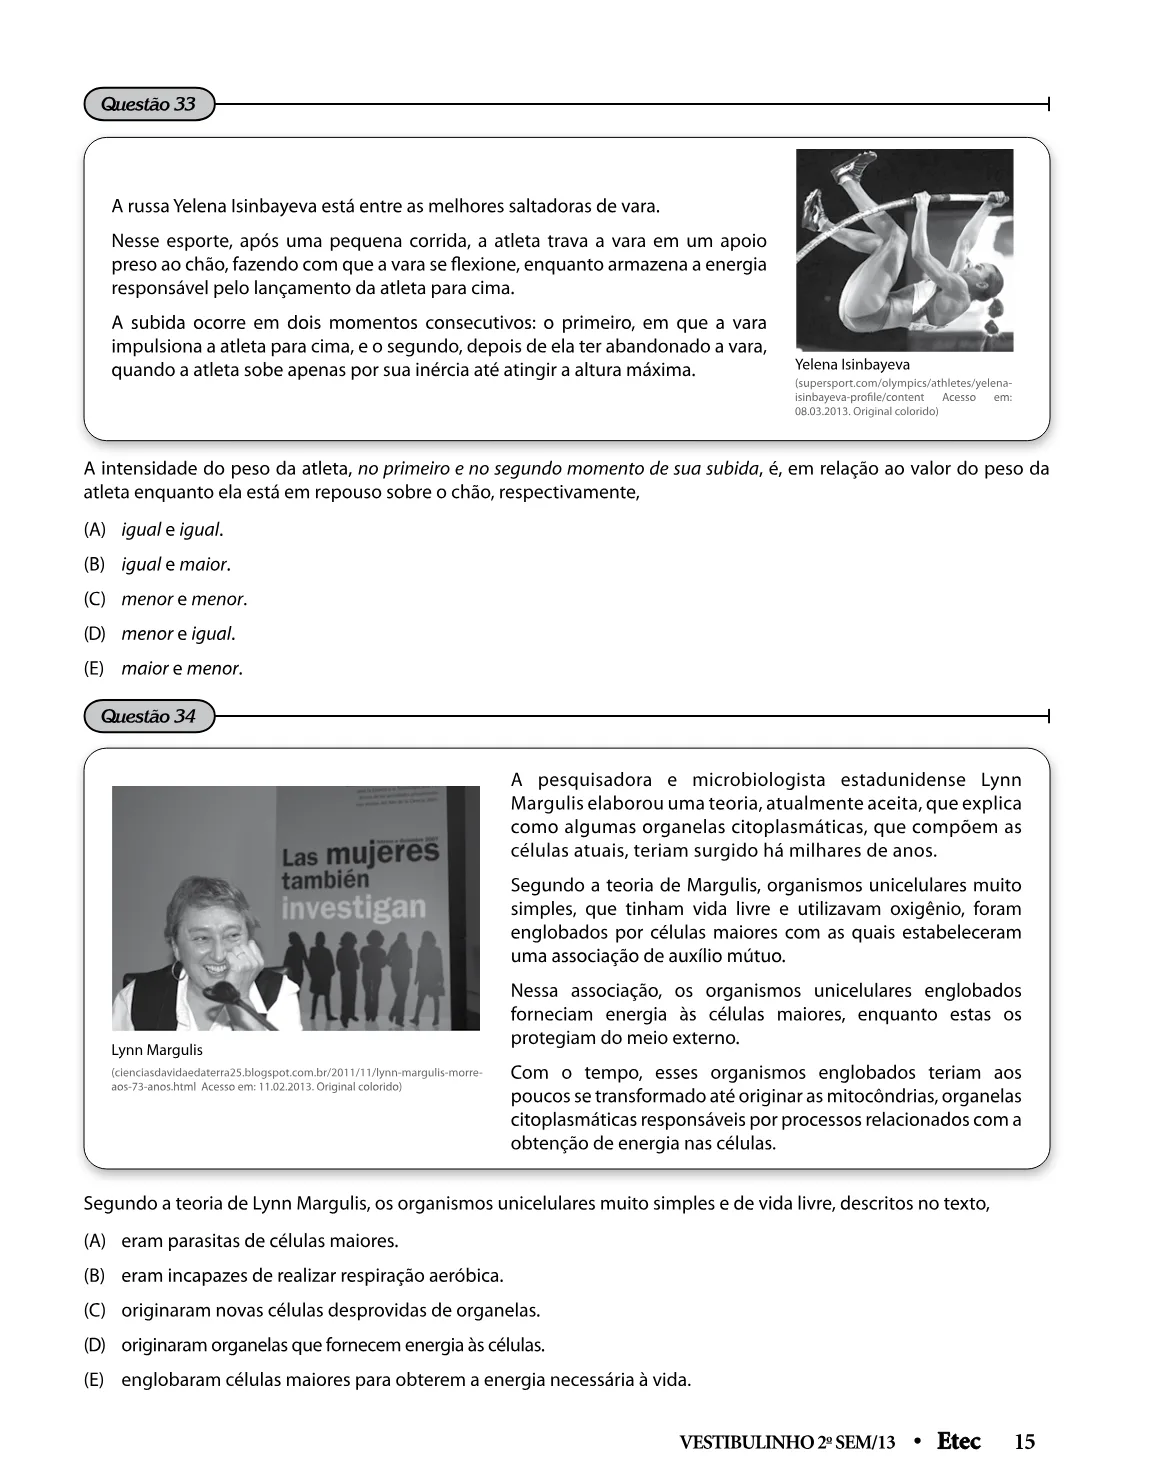 Questão 33
A russa Yelena Isinbayeva está entre as melhores saltadoras de vara.
Nesse esporte, após uma pequena corrida, a atleta trava a vara em um apoio
preso ao chão, fazendo com que a vara se flexione, enquanto armazena a energia
responsável pelo lançamento da atleta para cima.
A subida ocorre em dois momentos consecutivos: o primeiro, em que a vara
impulsiona a atleta para cima, e o segundo, depois de ela ter abandonado a vara,
quando a atleta sobe apenas por sua inércia até atingir a altura máxima.
Yelena Isinbayeva
(supersport.com/olympics/athletes/yelena-
isinbayeva-profile/content Acesso em:
08.03.2013. Original colorido)
A intensidade do peso da atleta, no primeiro e no segundo momento de sua subida, é, em relação ao valor do peso da
atleta enquanto ela está em repouso sobre o chão, respectivamente,
(A) igual e igual.
(B) igual e maior.
(C) menor e menor.
(D) menor e igual.
(E) maior e menor.
Questão 34
Las mujeres
también
investigan
Lynn Margulis
(cienciasdavidaedaterra25.blogspot.com.br/2011/11/lynn-margulis-morre-
aos-73-anos.html Acesso em: 11.02.2013. Original colorido)
A pesquisadora e microbiologista estadunidense Lynn
Margulis elaborou uma teoria, atualmente aceita, que explica
como algumas organelas citoplasmáticas, que compõem as
células atuais, teriam surgido há milhares de anos.
Segundo a teoria de Margulis, organismos unicelulares muito
simples, que tinham vida livre e utilizavam oxigênio, foram
englobados por células maiores com as quais estabeleceram
uma associação de auxílio mútuo.
Nessa associação, os organismos unicelulares englobados
forneciam energia às células maiores, enquanto estas os
protegiam do meio externo.
Com o tempo, esses organismos englobados teriam aos
poucos se transformado até originar as mitocôndrias, organelas
citoplasmáticas responsáveis por processos relacionados com a
obtenção de energia nas células.
Segundo a teoria de Lynn Margulis, os organismos unicelulares muito simples e de vida livre, descritos no texto,
(A) eram parasitas de células maiores.
(B) eram incapazes de realizar respiração aeróbica.
(C) originaram novas células desprovidas de organelas.
(D) originaram organelas que fornecem energia às células.
(E) englobaram células maiores para obterem a energia necessária à vida.
VESTIBULINHO 2º SEM/13 • Etec 15